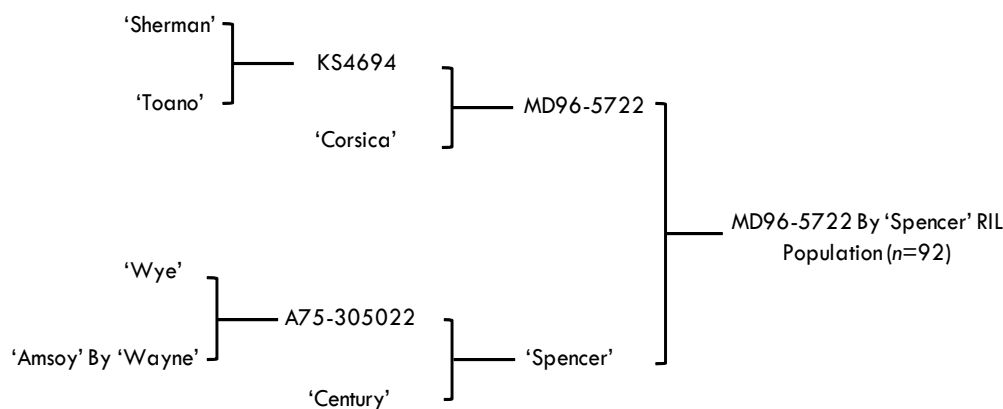 ‘Sherman’
KS4694
‘Toano’
MD96-5722
‘Corsica’
MD96-5722 By ‘Spencer’ RIL
Population (n=92)
‘Wye’
A75-305022
‘Amsoy’ By ‘Wayne’
‘Spencer’
‘Century’